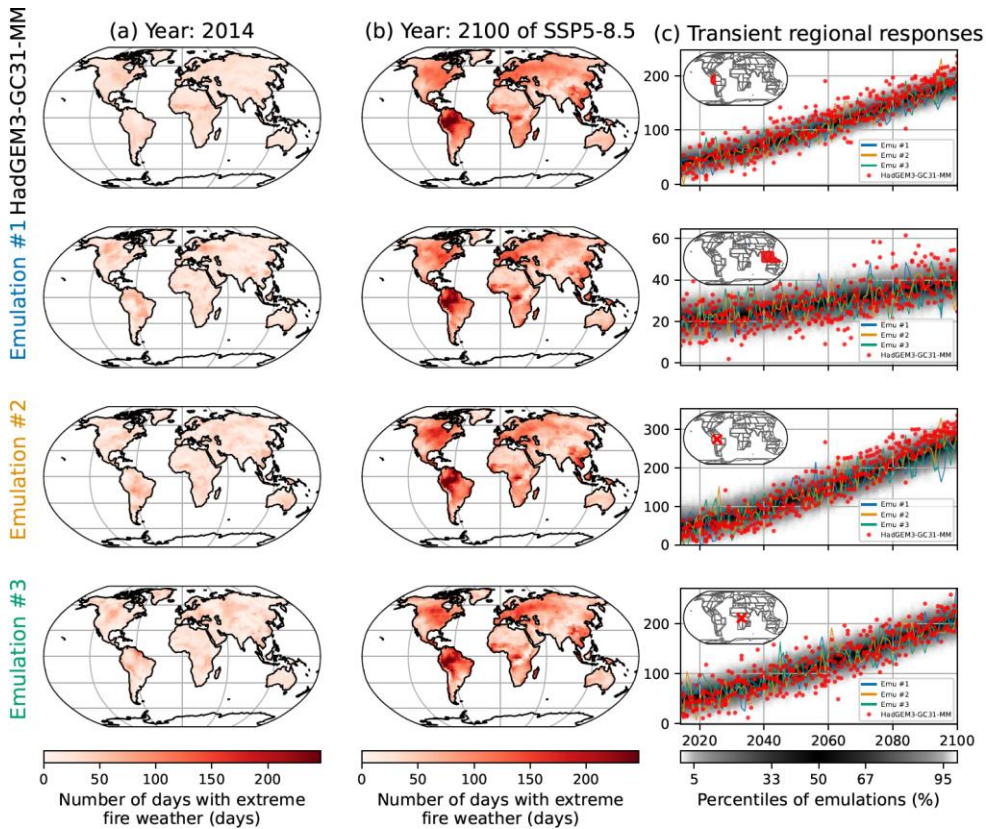 (a) Year: 2014
(b) Year: 2100 of SSP5-8.5
(c) Transient regional responses
HadGEM3-GC31-MM
200
100
0
Emu #1
Emu #2
Emu #3
HadGEM3-GC31-MM
Emulation #1
60
40
20
0
Emu #1
Emu #2
Emu #3
HadGEM3-GC31-MM
Emulation #2
300
200
100
0
Emu #1
Emu #2
Emu #3
HadGEM3-GC31-MM
Emulation #3
200
100
0
Emu #1
Emu #2
Emu #3
HadGEM3-GC31-MM
2020 2040 2060 2080 2100
0 50 100 150 200
Number of days with extreme
fire weather (days)
0 50 100 150 200
Number of days with extreme
fire weather (days)
5 33 50 67 95
Percentiles of emulations (%)